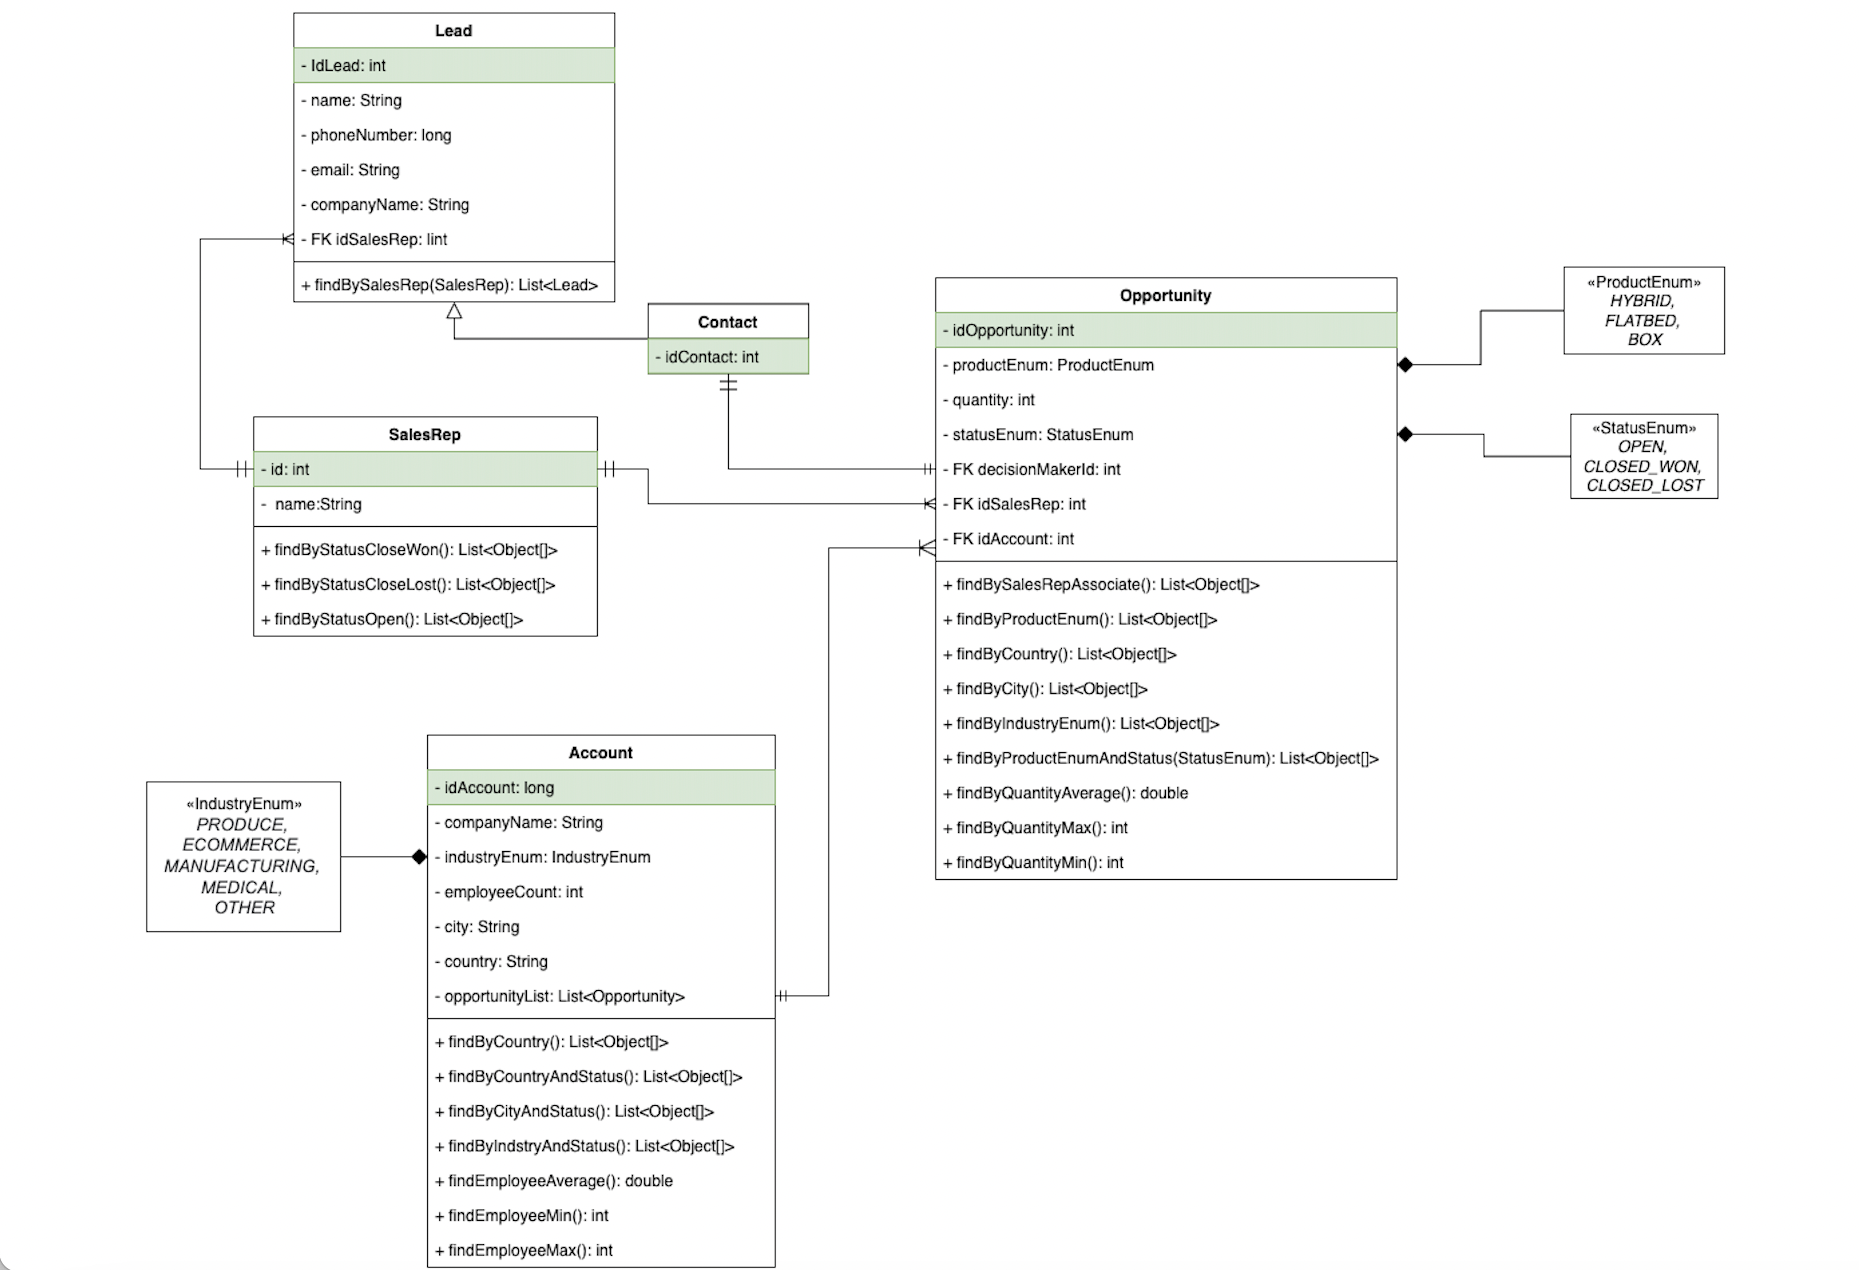 Lead
- IdLead: int
- name: String
- phoneNumber: long
- email: String
- companyName: String
- FK idSalesRep: lint
+ findBySalesRep(SalesRep): List<Lead>
Contact
- idContact: int
SalesRep
- id: int
- name:String
+ findByStatusCloseWon(): List<Object[]>
+ findByStatusCloseLost(): List<Object[]>
+ findByStatusOpen(): List<Object[]>
Opportunity
- idOpportunity: int
- productEnum: ProductEnum
- quantity: int
- statusEnum: StatusEnum
- FK decisionMakerId: int
- FK idSalesRep: int
- FK idAccount: int
+ findBySalesRepAssociate(): List<Object[]>
+ findByProductEnum(): List<Object[]>
+ findByCountry(): List<Object[]>
+ findByCity(): List<Object[]>
+ findByIndustryEnum(): List<Object[]>
+ findByProductEnumAndStatus(StatusEnum): List<Object[]>
+ findByQuantityAverage(): double
+ findByQuantityMax(): int
+ findByQuantityMin(): int
«ProductEnum»
HYBRID,
FLATBED,
BOX
«StatusEnum»
OPEN,
CLOSED_WON,
CLOSED_LOST
«IndustryEnum»
PRODUCE,
ECOMMERCE,
MANUFACTURING,
MEDICAL,
OTHER
Account
- idAccount: long
- companyName: String
- industryEnum: IndustryEnum
- employeeCount: int
- city: String
- country: String
- opportunityList: List<Opportunity>
+ findByCountry(): List<Object[]>
+ findByCountryAndStatus(): List<Object[]>
+ findByCityAndStatus(): List<Object[]>
+ findByIndstryAndStatus(): List<Object[]>
+ findEmployeeAverage(): double
+ findEmployeeMin(): int
+ findEmployeeMax(): int